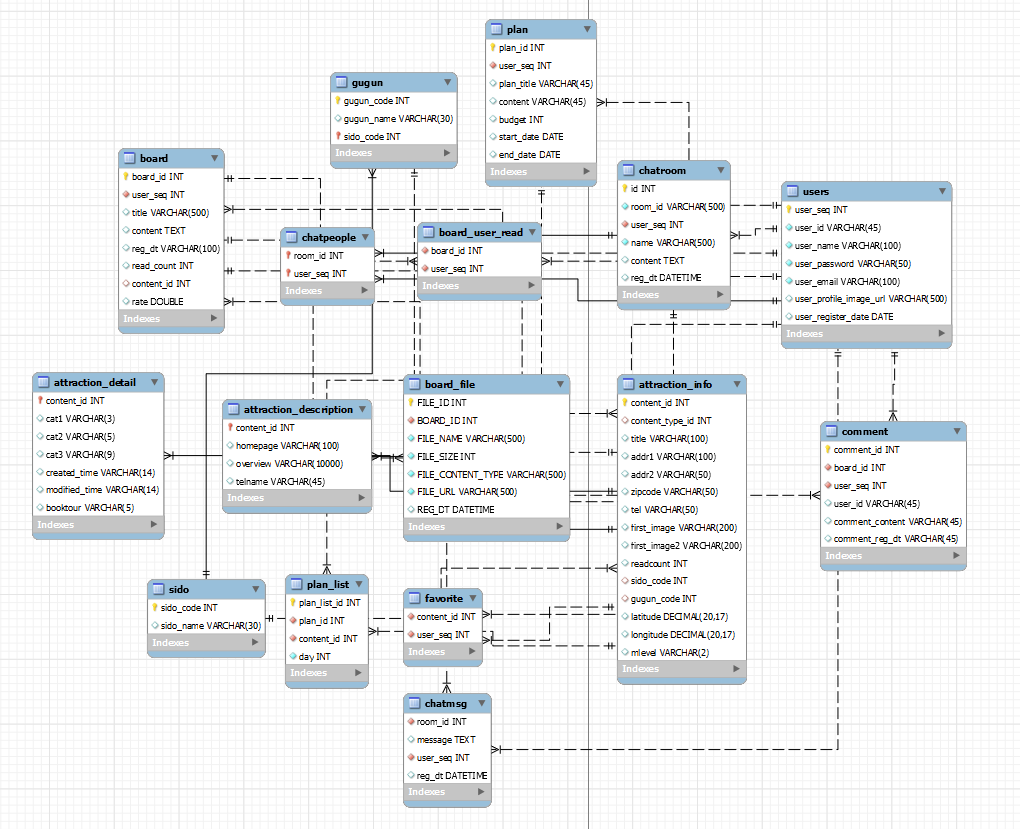 plan
plan_id INT
user_seq INT
plan_title VARCHAR(45)
content VARCHAR(45)
budget INT
start_date DATE
end_date DATE
Indexes
gugun
gugun_code INT
gugun_name VARCHAR(30)
sido_code INT
Indexes
board
board_id INT
user_seq INT
title VARCHAR(500)
content TEXT
reg_dt VARCHAR(100)
read_count INT
content_id INT
rate DOUBLE
Indexes
chatroom
id INT
room_id VARCHAR(500)
user_seq INT
name VARCHAR(500)
content TEXT
reg_dt DATETIME
Indexes
users
user_seq INT
user_id VARCHAR(45)
user_name VARCHAR(100)
user_password VARCHAR(50)
user_email VARCHAR(100)
user_profile_image_url VARCHAR(500)
user_register_date DATE
Indexes
chatpeople
room_id INT
user_seq INT
Indexes
board_user_read
board_id INT
user_seq INT
Indexes
attraction_detail
content_id INT
cat1 VARCHAR(3)
cat2 VARCHAR(5)
cat3 VARCHAR(9)
created_time VARCHAR(14)
modified_time VARCHAR(14)
booktour VARCHAR(5)
Indexes
attraction_description
content_id INT
homepage VARCHAR(100)
overview VARCHAR(10000)
telname VARCHAR(45)
Indexes
board_file
FILE_ID INT
BOARD_ID INT
FILE_NAME VARCHAR(500)
FILE_SIZE INT
FILE_CONTENT_TYPE VARCHAR(500)
FILE_URL VARCHAR(500)
REG_DT DATETIME
Indexes
attraction_info
content_id INT
content_type_id INT
title VARCHAR(100)
addr1 VARCHAR(100)
addr2 VARCHAR(50)
zipcode VARCHAR(50)
tel VARCHAR(50)
first_image VARCHAR(200)
first_image2 VARCHAR(200)
readcount INT
sido_code INT
gugun_code INT
latitude DECIMAL(20,17)
longitude DECIMAL(20,17)
mlevel VARCHAR(2)
Indexes
comment
comment_id INT
board_id INT
user_seq INT
user_id VARCHAR(45)
comment_content VARCHAR(45)
comment_reg_dt VARCHAR(45)
Indexes
sido
sido_code INT
sido_name VARCHAR(30)
Indexes
plan_list
plan_list_id INT
plan_id INT
content_id INT
day INT
Indexes
favorite
content_id INT
user_seq INT
Indexes
chatmsg
room_id INT
message TEXT
user_seq INT
reg_dt DATETIME
Indexes